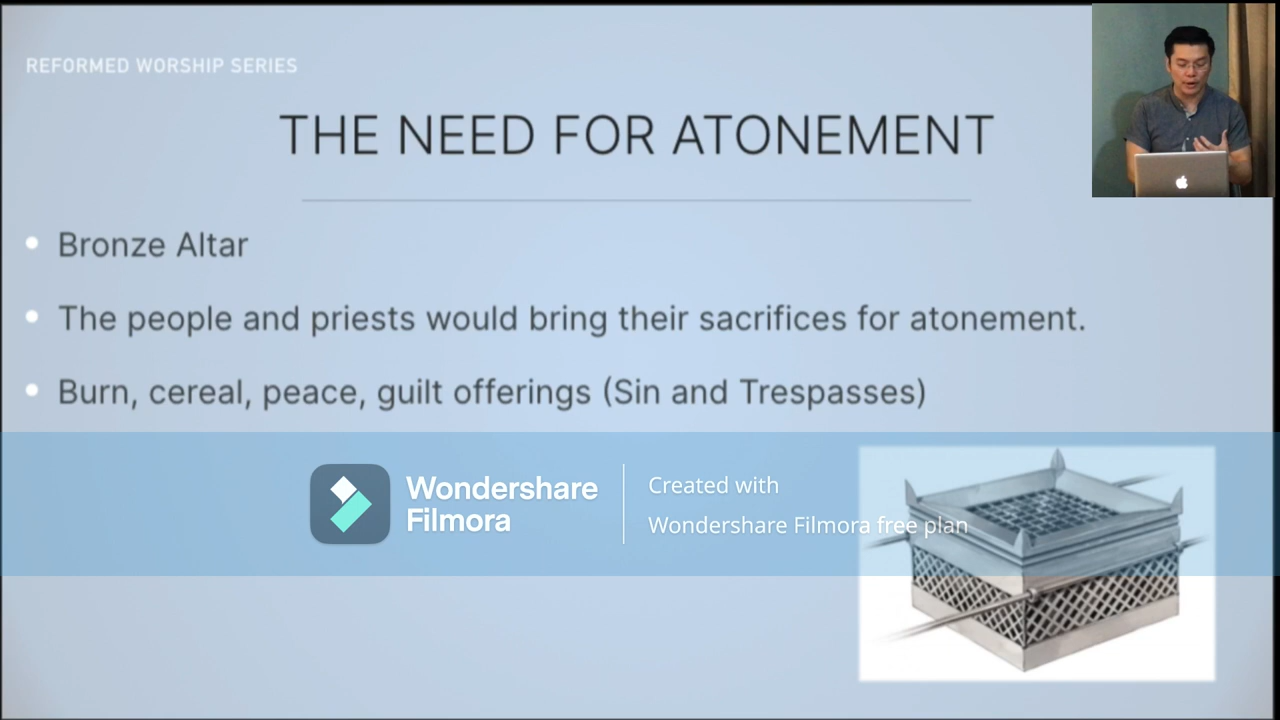 REFORMED WORSHIP SERIES
THE NEED FOR ATONEMENT
Bronze Altar
The people and priests would bring their sacrifices for atonement.
Burn, cereal, peace, guilt offerings (Sin and Trespasses)
Wondershare
Filmora
Created with
Wondershare Filmora free plan